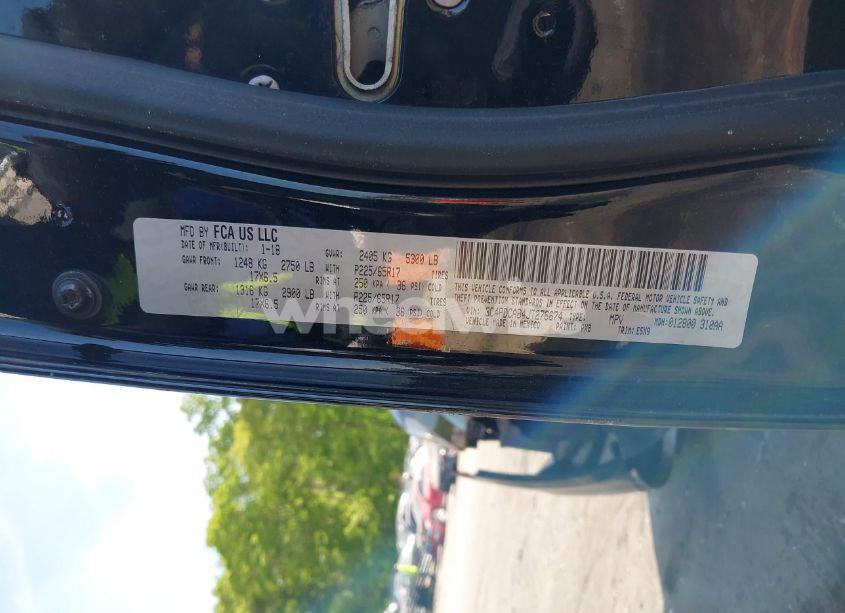 MFD BY FCA US LLC
DATE OF MFR(BUILT): 1-18 GVWR: 2405 KG 5300 LB
GAWR FRONT: 1248 KG 2750 LB WITH P225/65R17 TIRES
17X6.5 RIMS AT 250 KPA 36 PSI COLD
GAWR REAR: 1316 KG 2900 LB WITH P225/65R17 TIRES
17X6.5 RIMS AT 250 KPA 36 PSI COLD
THIS VEHICLE CONFORMS TO ALL APPLICABLE U.S.A. FEDERAL MOTOR VEHICLE SAFETY AND
THEFT PREVENTION STANDARDS IN EFFECT ON THE DATE OF MANUFACTURE SHOWN ABOVE.
VIN: TYPE: MPV MDH: 012800 310AA
VEHICLE MADE IN MEXICO PAINT: TRIM: E5X9